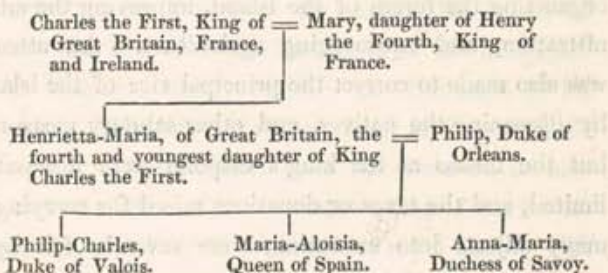 Charles the First, King of = Mary, daughter of Henry
Great Britain, France, the Fourth, King of
and Ireland. France.
Henrietta-Maria, of Great Britain, the = Philip, Duke of
fourth and youngest daughter of King Orleans.
Charles the First.
Philip-Charles, Maria-Aloisia, Anna-Maria,
Duke of Valois. Queen of Spain. Duchess of Savoy.